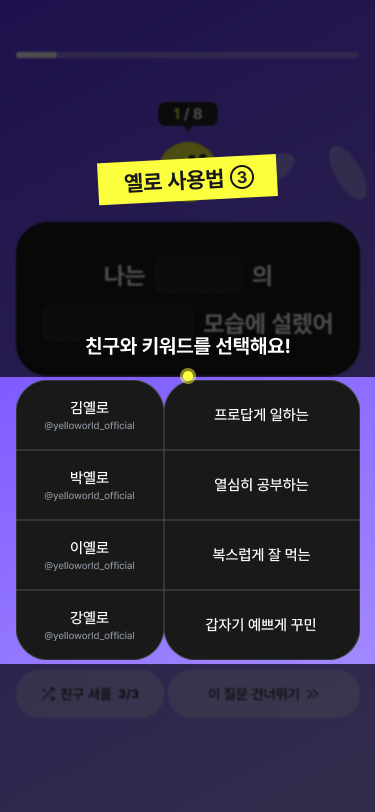 1 / 8
옐로 사용법 ③
나는 의
모습에 설렜어
친구와 키워드를 선택해요!
김옐로
@yelloworld_official
프로답게 일하는
박옐로
@yelloworld_official
열심히 공부하는
이옐로
@yelloworld_official
복스럽게 잘 먹는
강옐로
@yelloworld_official
갑자기 예쁘게 꾸민
친구 셔플 3/3
이 질문 건너뛰기